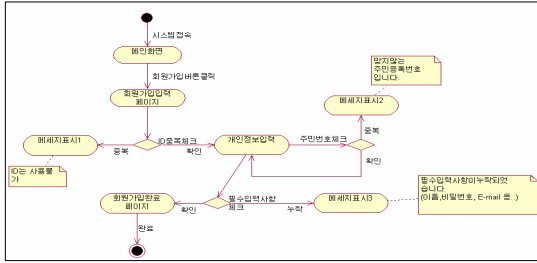 시스템접속
메인화면
회원가입버튼클릭
회원가입입력
페이지
맞지않는
주민등록번호
입니다.
메세지표시2
메세지표시1
중복
ID중복체크
확인
개인정보입력
주민번호체크
중복
확인
ID는 사용불
가
회원가입완료
페이지
확인
필수입력사항
체크
누락
메세지표시3
필수입력사항이누락되었
습니다.
(이름,비밀번호, E-mail 등..)
완료